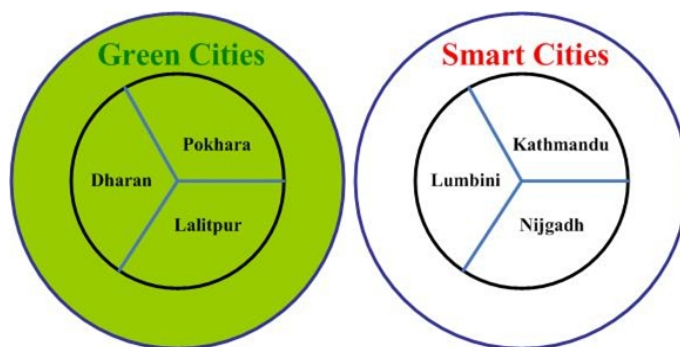 Green Cities
Pokhara
Dharan
Lalitpur
Smart Cities
Kathmandu
Lumbini
Nijgadh